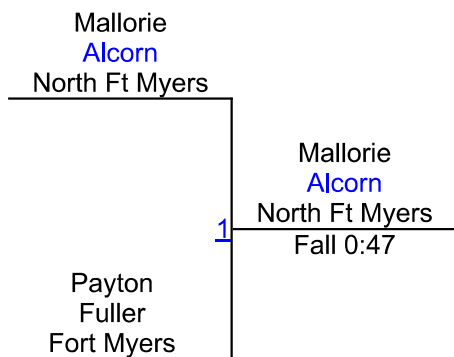 Mallorie
Alcorn
North Ft Myers
Mallorie
Alcorn
North Ft Myers
1
Fall 0:47
Payton
Fuller
Fort Myers